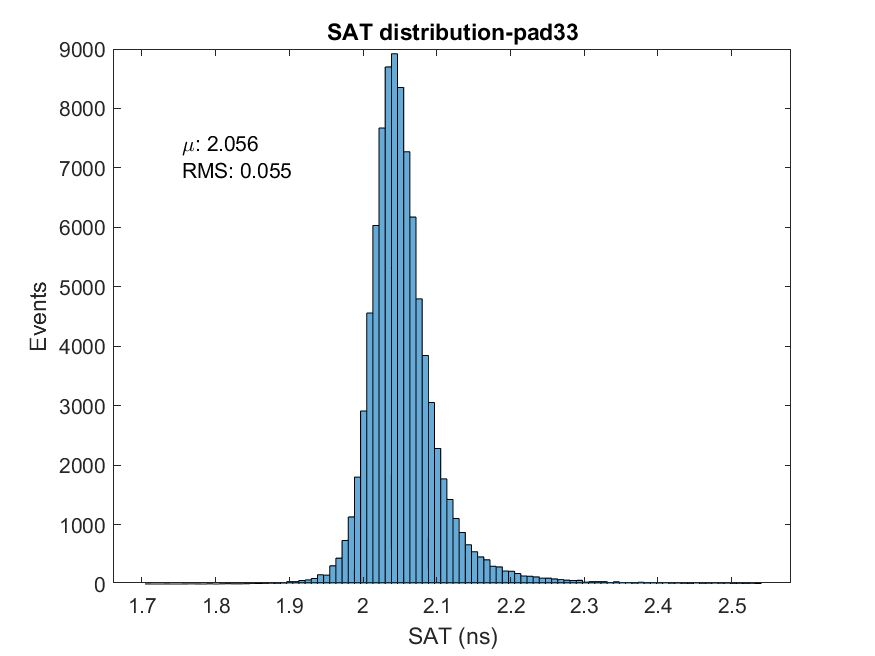 SAT distribution-pad33
9000
8000
7000
6000
5000
4000
3000
2000
1000
0
Events
μ: 2.056
RMS: 0.055
1.7 1.8 1.9 2 2.1 2.2 2.3 2.4 2.5
SAT (ns)